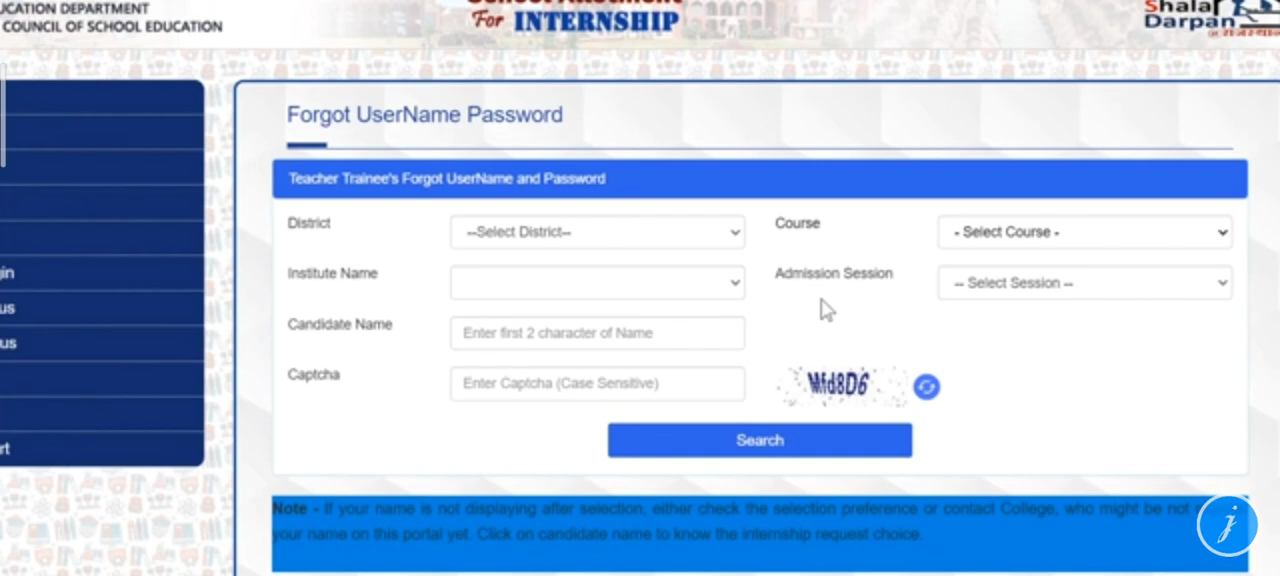 UCATION DEPARTMENT
COUNCIL OF SCHOOL EDUCATION
For INTERNSHIP
Shala
Darpan
Forgot UserName Password
Teacher Trainee's Forgot UserName and Password
District
--Select District--
Course
- Select Course -
Institute Name
Admission Session
-- Select Session --
Candidate Name
Enter first 2 character of Name
Captcha
Enter Captcha (Case Sensitive)
Mfd8D6
Search
gin
us
us
rt
Note - If your name is not displaying after selection, either check the selection preference or contact College, who might be not
your name on this portal yet. Click on candidate name to know the internship request choice.